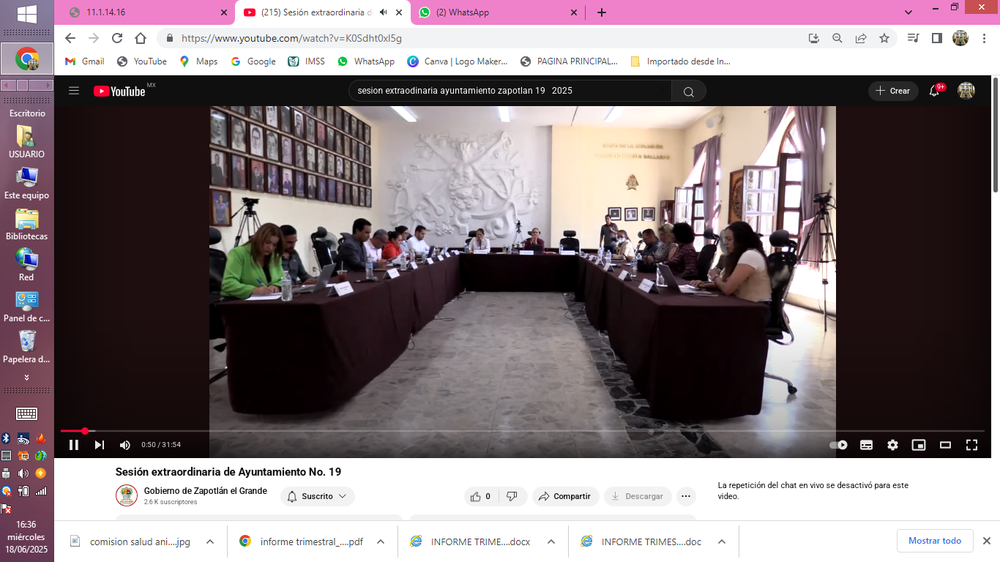 11.1.14.16
(215) Sesión extraordinaria d
(2) WhatsApp
https://www.youtube.com/watch?v=K0Sdht0xI5g
Gmail
YouTube
Maps
Google
IMSS
WhatsApp
Canva | Logo Maker...
PAGINA PRINCIPAL...
Importado desde In...
YouTube MX
sesion extraodinaria ayuntamiento zapotlan 19 2025
Crear
9+
Escritorio
USUARIO
Este equipo
Bibliotecas
Red
Panel de c...
Papelera d...
16:36
miércoles
18/06/2025
0:50 / 31:54
Sesión extraordinaria de Ayuntamiento No. 19
Gobierno de Zapotlán el Grande
2.6 K suscriptores
Suscrito
0
Compartir
Descargar
La repetición del chat en vivo se desactivó para este
video.
comision salud ani....jpg
informe trimestral_....pdf
INFORME TRIME....docx
INFORME TRIMES....doc
Mostrar todo